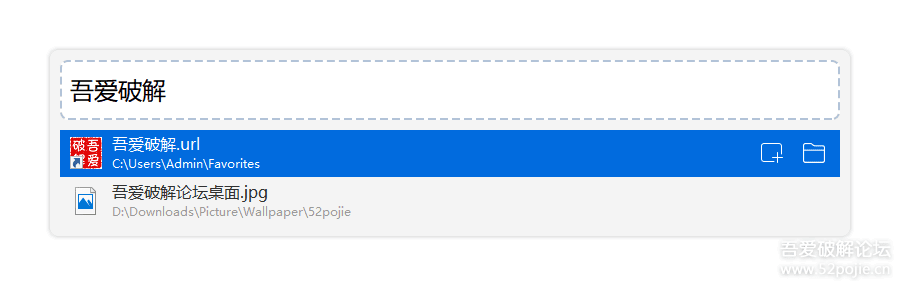 吾爱破解
破吾
解爱
吾爱破解.url
C:\Users\Admin\Favorites
吾爱破解论坛桌面.jpg
D:\Downloads\Picture\Wallpaper\52pojie
吾爱破解论坛
www.52pojie.cn